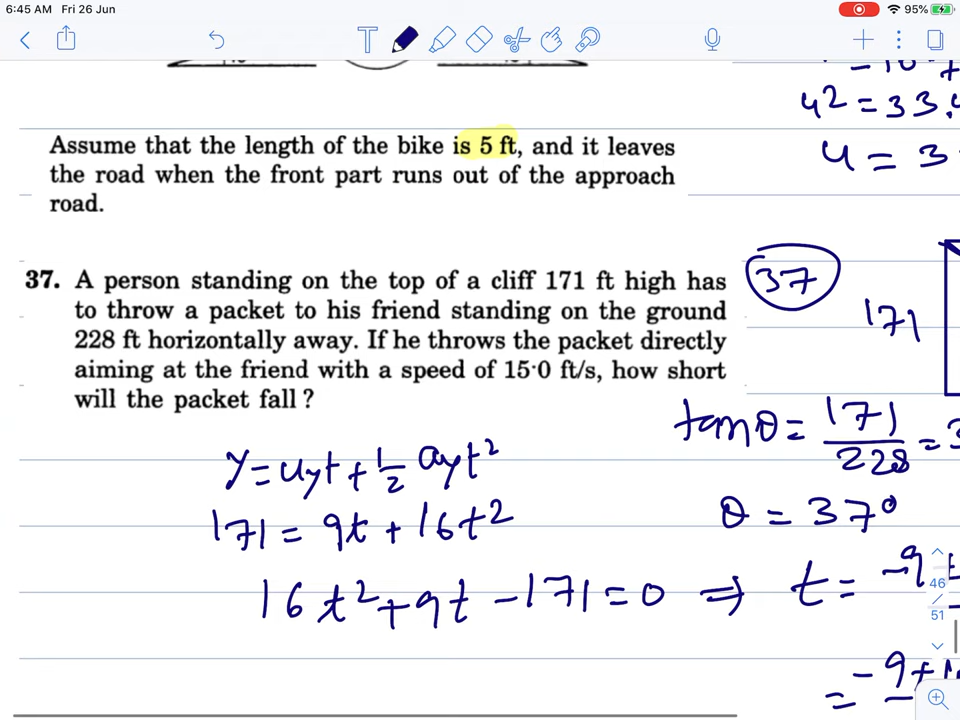 6:45 AM Fri 26 Jun
95%
Assume that the length of the bike is 5 ft, and it leaves
the road when the front part runs out of the approach
road.
4² = 33.
4 = 3
37. A person standing on the top of a cliff 171 ft high has
to throw a packet to his friend standing on the ground
228 ft horizontally away. If he throws the packet directly
aiming at the friend with a speed of 15·0 ft/s, how short
will the packet fall ?
37
171
tanθ = 171/228 = 3
θ = 37°
y = uyt + 1/2 ayt²
171 = 9t + 16t²
16t² + 9t - 171 = 0 ⇒ t = -9 ±
= -9 +
46
/
51